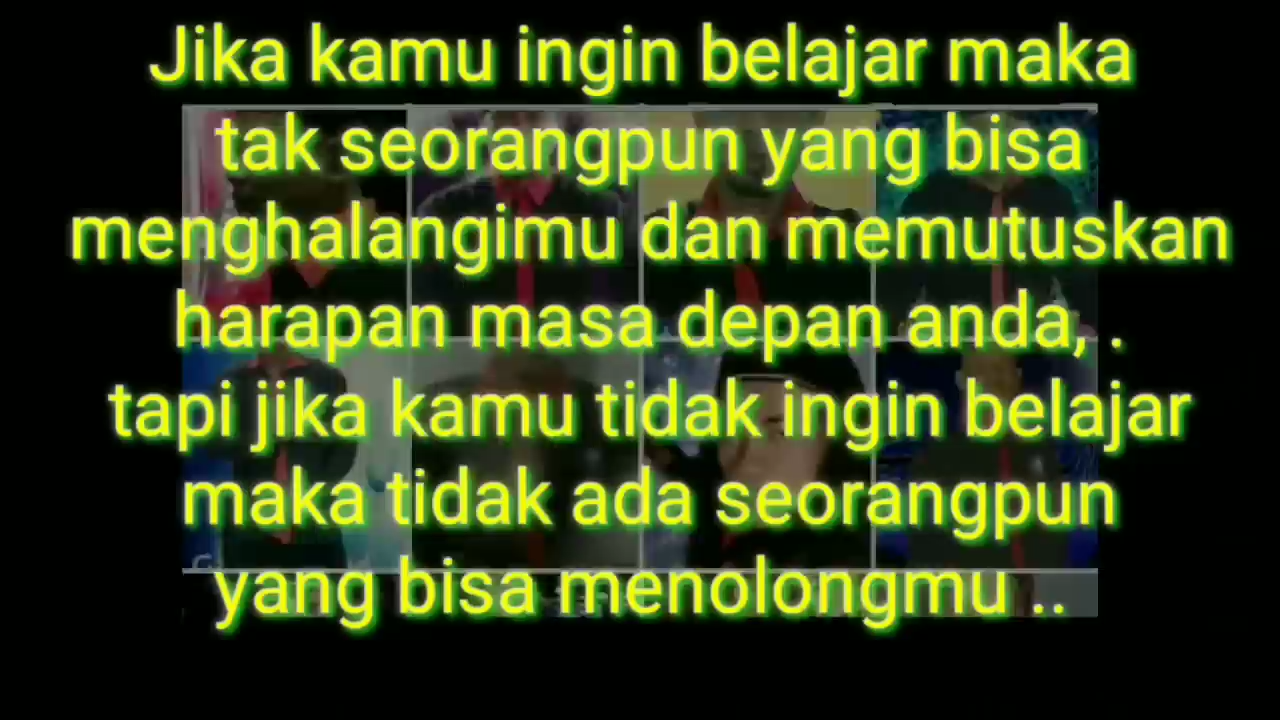 Jika kamu ingin belajar maka
tak seorangpun yang bisa
menghalangimu dan memutuskan
harapan masa depan anda, .
tapi jika kamu tidak ingin belajar
maka tidak ada seorangpun
yang bisa menolongmu ..